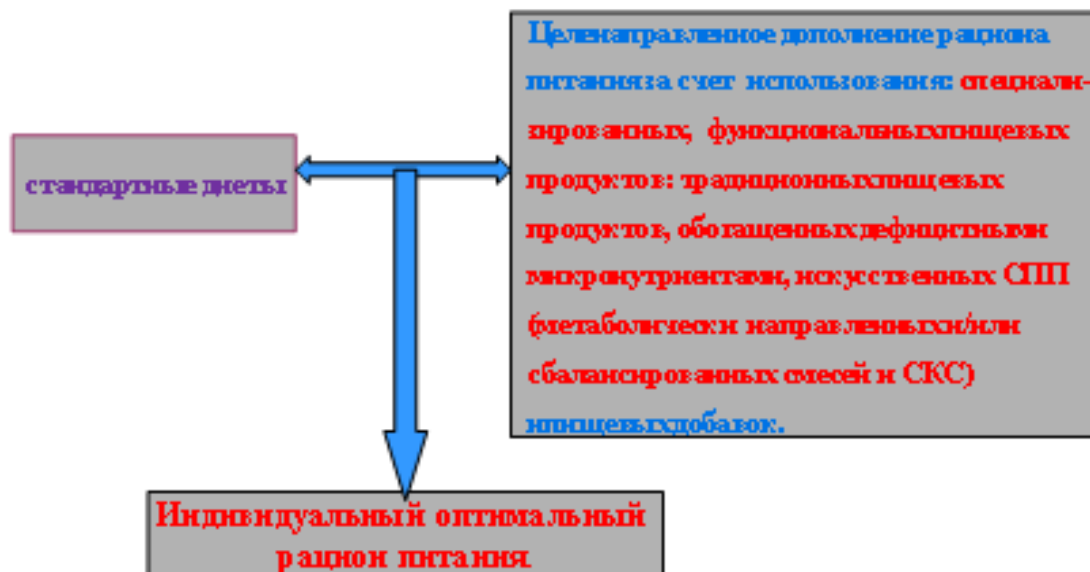 стандартные диеты
Целенаправленное дополнение рациона
питания за счет использования: специали-
зированных, функциональных пищевых
продуктов: традиционных пищевых
продуктов, обогащенных дефицитными
микронутриентами, искусственных СПП
(метаболически направленных и/или
сбалансированных смесей и СКС)
и пищевых добавок.
Индивидуальный оптимальный
рацион питания.